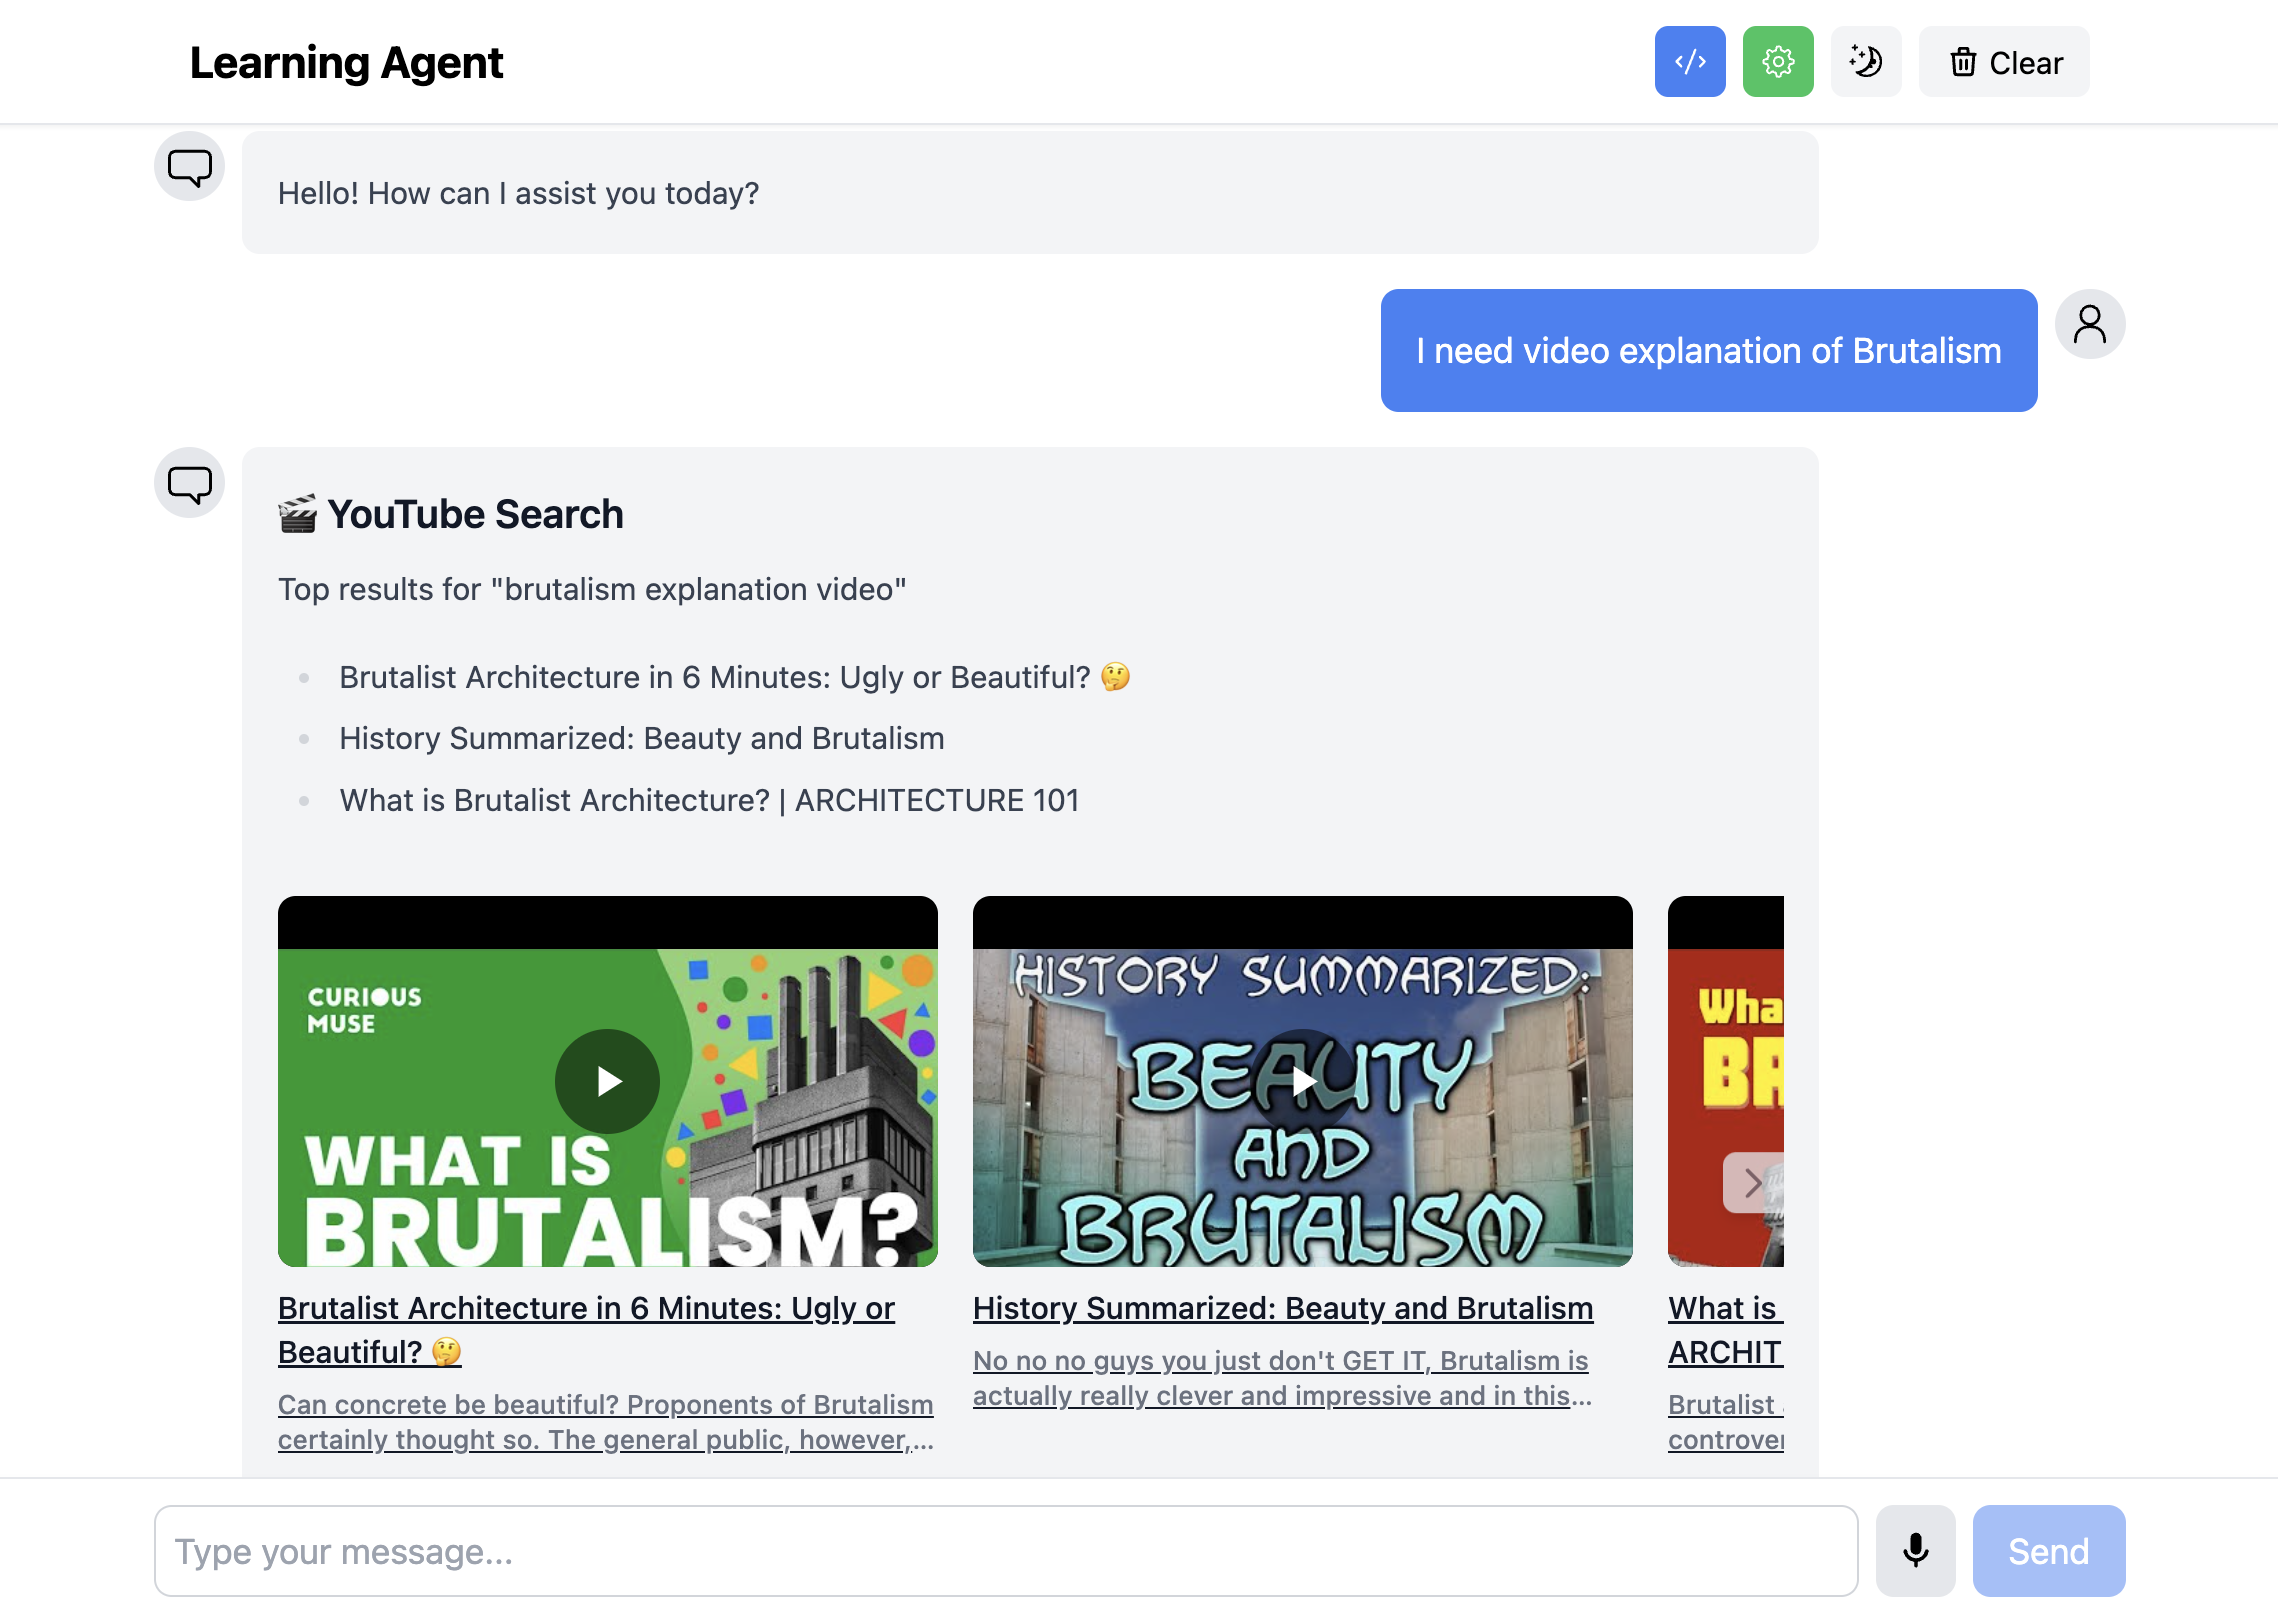 Learning Agent
Clear
Hello! How can I assist you today?
I need video explanation of Brutalism
🎬 YouTube Search
Top results for "brutalism explanation video"
Brutalist Architecture in 6 Minutes: Ugly or Beautiful? 🤔
History Summarized: Beauty and Brutalism
What is Brutalist Architecture? | ARCHITECTURE 101
CURIOUS
MUSE
WHAT IS
BRUTALISM?
HISTORY SUMMARIZED:
BEAUTY
AND
BRUTALISM
Brutalist Architecture in 6 Minutes: Ugly or
Beautiful? 🤔
Can concrete be beautiful? Proponents of Brutalism
certainly thought so. The general public, however,...
History Summarized: Beauty and Brutalism
No no no guys you just don't GET IT, Brutalism is
actually really clever and impressive and in this...
What is
ARCHIT
Brutalist
Type your message...
Send